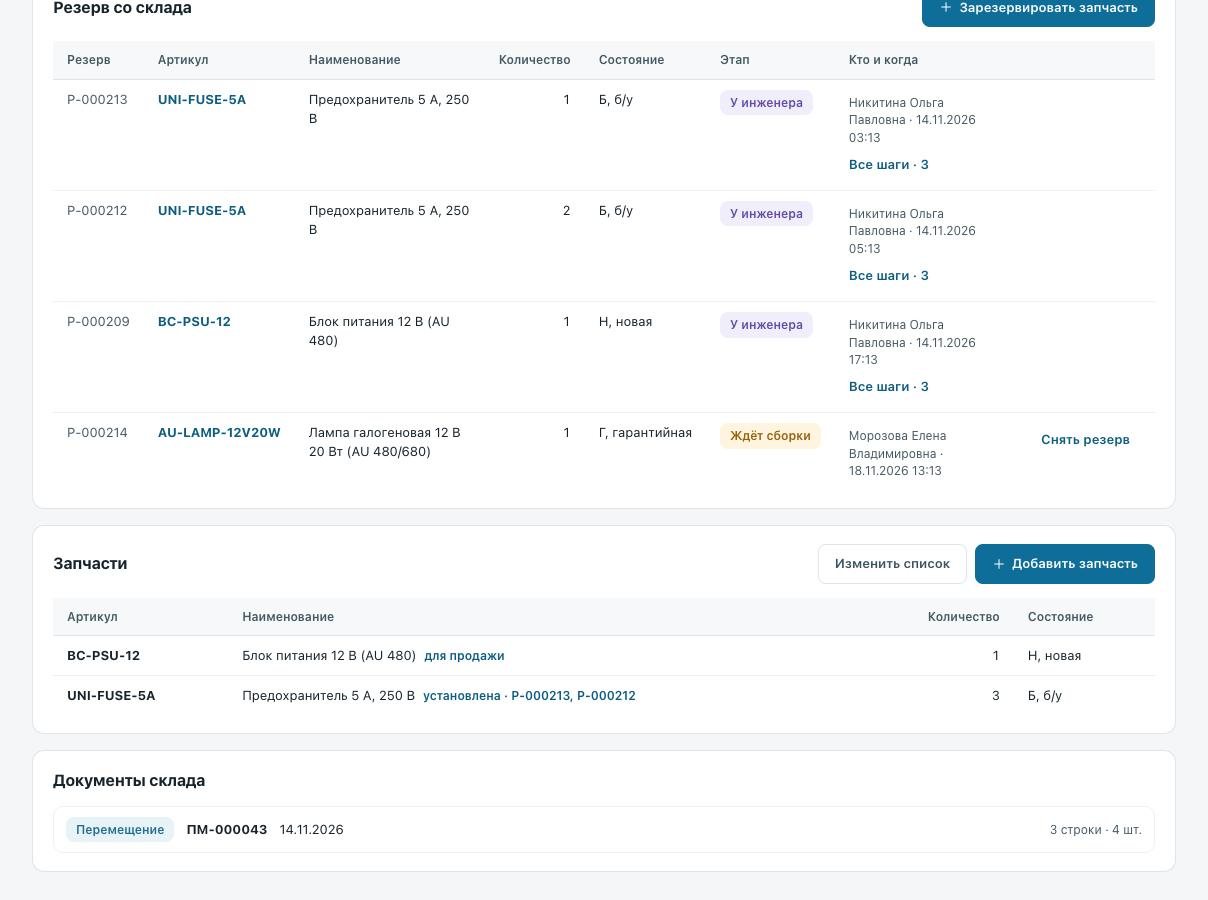 Резерв со склада
+ Зарезервировать запчасть
Резерв Артикул Наименование Количество Состояние Этап Кто и когда
Р-000213 UNI-FUSE-5A Предохранитель 5 А, 250 В 1 Б, б/у У инженера Никитина Ольга Павловна · 14.11.2026 03:13
Все шаги · 3
Р-000212 UNI-FUSE-5A Предохранитель 5 А, 250 В 2 Б, б/у У инженера Никитина Ольга Павловна · 14.11.2026 05:13
Все шаги · 3
Р-000209 BC-PSU-12 Блок питания 12 В (AU 480) 1 Н, новая У инженера Никитина Ольга Павловна · 14.11.2026 17:13
Все шаги · 3
Р-000214 AU-LAMP-12V20W Лампа галогеновая 12 В 20 Вт (AU 480/680) 1 Г, гарантийная Ждёт сборки Морозова Елена Владимировна · 18.11.2026 13:13 Снять резерв
Запчасти
Изменить список
+ Добавить запчасть
Артикул Наименование Количество Состояние
BC-PSU-12 Блок питания 12 В (AU 480) для продажи 1 Н, новая
UNI-FUSE-5A Предохранитель 5 А, 250 В установлена · Р-000213, Р-000212 3 Б, б/у
Документы склада
Перемещение ПМ-000043 14.11.2026 3 строки · 4 шт.